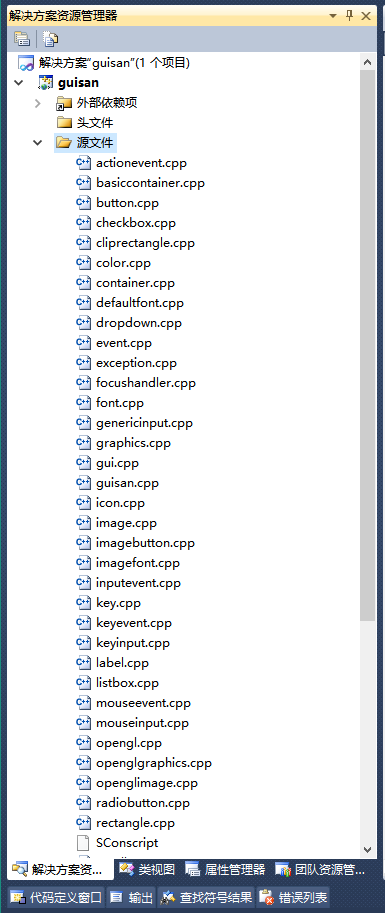 解决方案资源管理器
解决方案"guisan"(1 个项目)
guisan
外部依赖项
头文件
源文件
actionevent.cpp
basiccontainer.cpp
button.cpp
checkbox.cpp
cliprectangle.cpp
color.cpp
container.cpp
defaultfont.cpp
dropdown.cpp
event.cpp
exception.cpp
focushandler.cpp
font.cpp
genericinput.cpp
graphics.cpp
gui.cpp
guisan.cpp
icon.cpp
image.cpp
imagebutton.cpp
imagefont.cpp
inputevent.cpp
key.cpp
keyevent.cpp
keyinput.cpp
label.cpp
listbox.cpp
mouseevent.cpp
mouseinput.cpp
opengl.cpp
openglgraphics.cpp
openglimage.cpp
radiobutton.cpp
rectangle.cpp
SConscript
解决方案资... 类视图 属性管理器 团队资源管...
代码定义窗口 输出 查找符号结果 错误列表